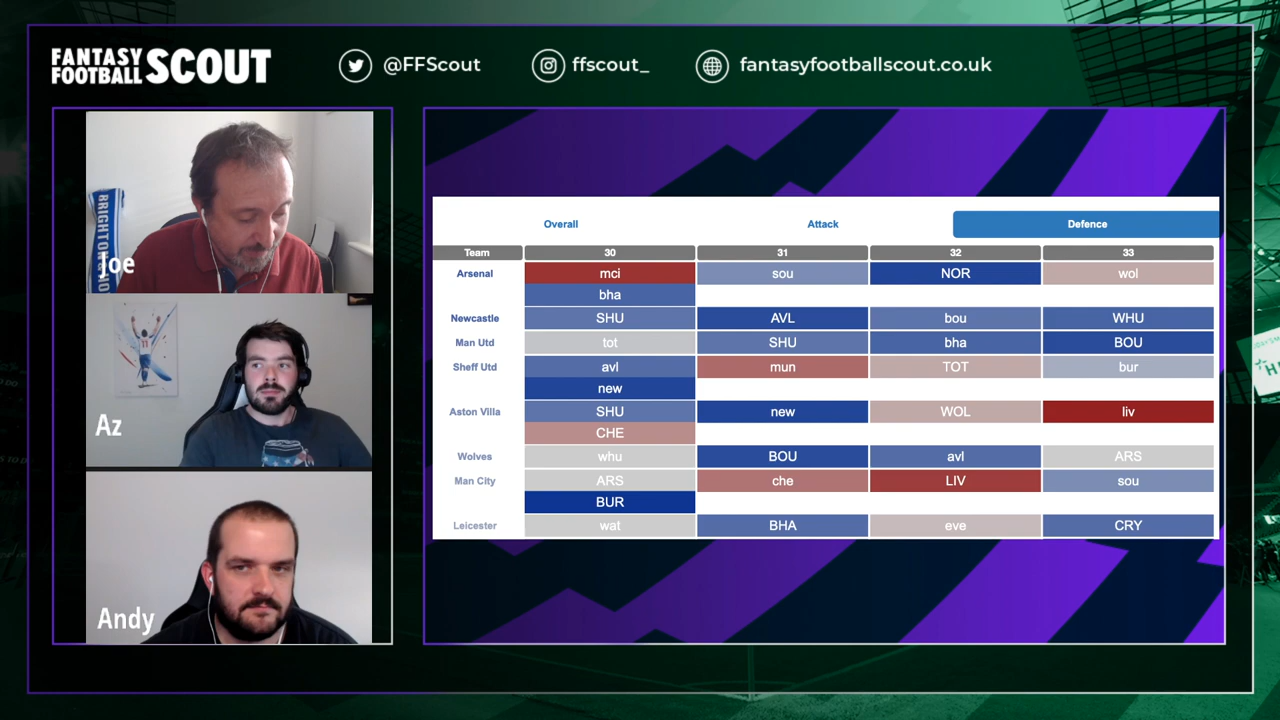 FANTASY
FOOTBALL SCOUT
@FFScout
ffscout_
fantasyfootballscout.co.uk
BRIGHTON
Joe
Az
Andy
Overall Attack Defence
Team 30 31 32 33
Arsenal mci sou NOR wol
bha
Newcastle SHU AVL bou WHU
Man Utd tot SHU bha BOU
Sheff Utd avl mun TOT bur
new
Aston Villa SHU new WOL liv
CHE
Wolves whu BOU avl ARS
Man City ARS che LIV sou
BUR
Leicester wat BHA eve CRY